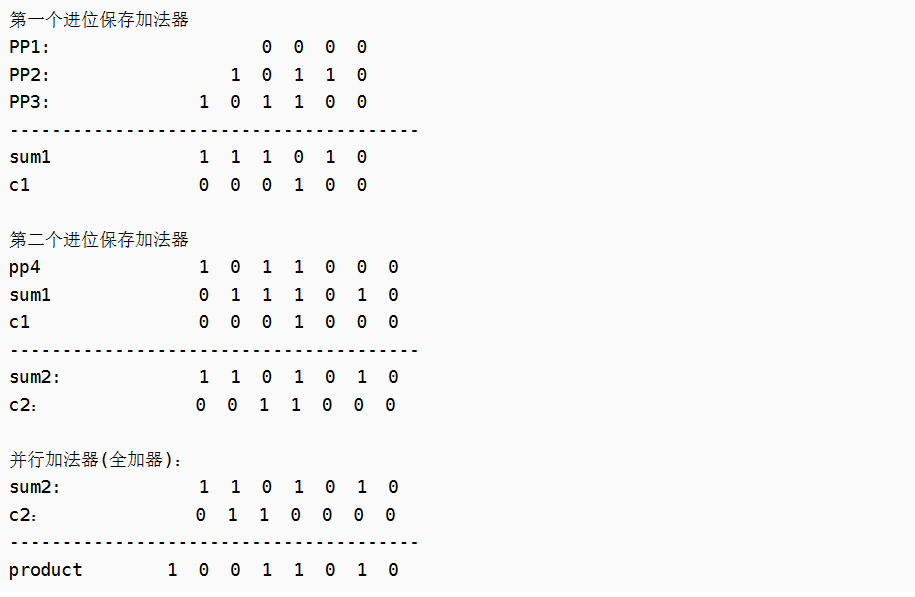 第一个进位保存加法器
PP1: 0 0 0 0
PP2: 1 0 1 1 0
PP3: 1 0 1 1 0 0
---------------------------------------
sum1 1 1 1 0 1 0
c1 0 0 0 1 0 0
第二个进位保存加法器
pp4 1 0 1 1 0 0 0
sum1 0 1 1 1 0 1 0
c1 0 0 0 1 0 0 0
---------------------------------------
sum2: 1 1 0 1 0 1 0
c2： 0 0 1 1 0 0 0
并行加法器(全加器):
sum2: 1 1 0 1 0 1 0
c2： 0 1 1 0 0 0 0
---------------------------------------
product 1 0 0 1 1 0 1 0